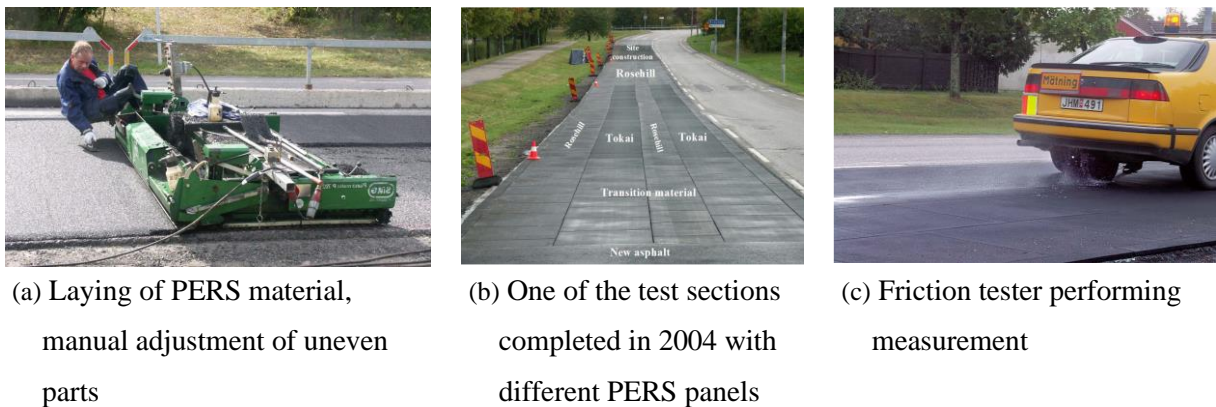 Site
construction
Rosehill
Rosehill
Tokai
Rosehill
Tokai
Transition material
New asphalt
Mätning
JHM 491
(a) Laying of PERS material,
manual adjustment of uneven
parts
(b) One of the test sections
completed in 2004 with
different PERS panels
(c) Friction tester performing
measurement